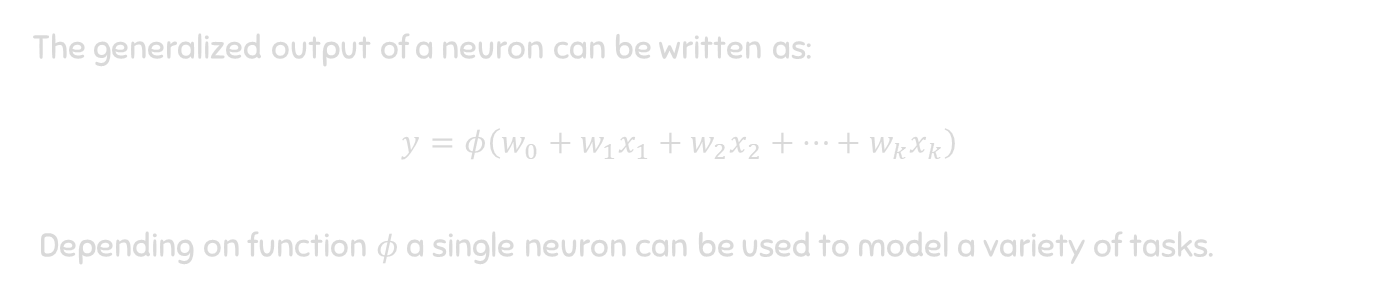 The generalized output of a neuron can be written as:
y = ϕ(w₀ + w₁x₁ + w₂x₂ + ⋯ + wₖxₖ)
Depending on function ϕ a single neuron can be used to model a variety of tasks.